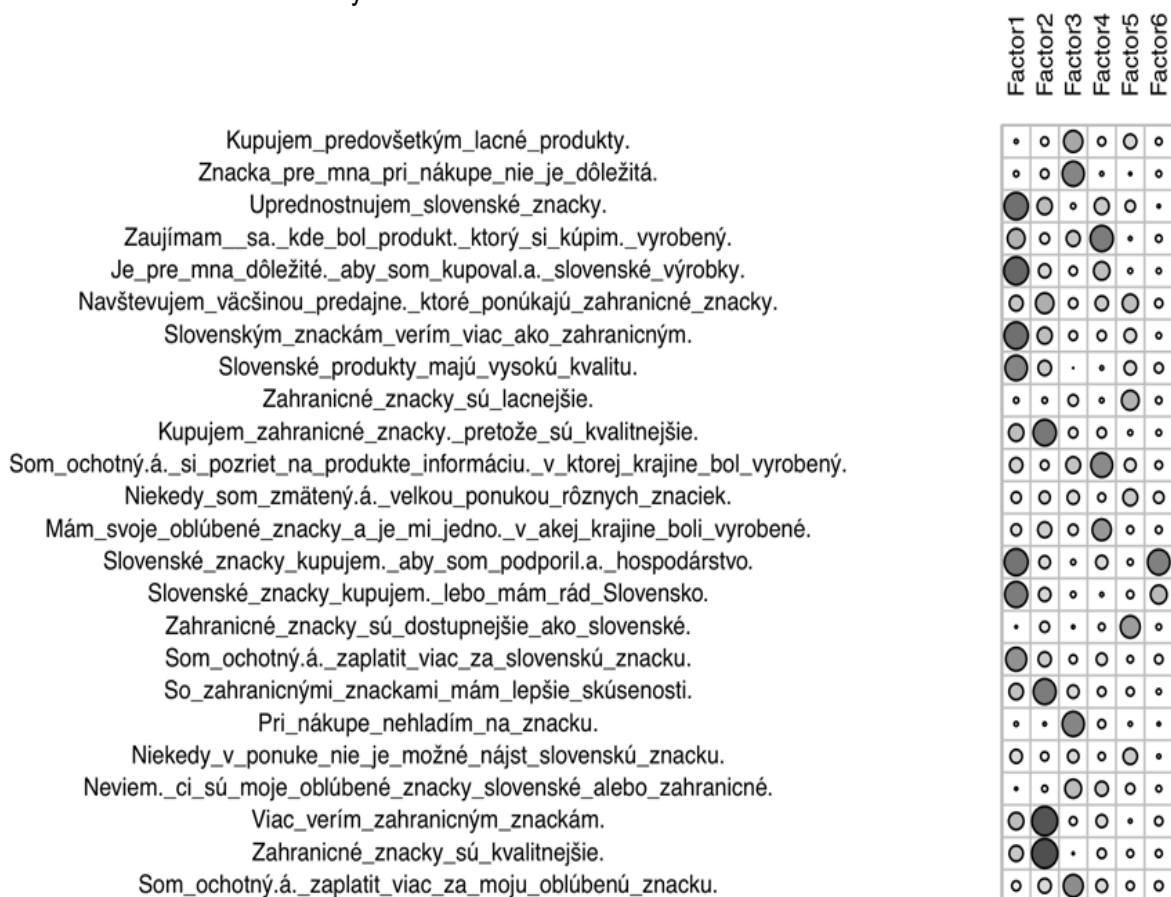 Factor1 Factor2 Factor3 Factor4 Factor5 Factor6
Kupujem_predovšetkým_lacné_produkty.
Znacka_pre_mna_pri_nákupe_nie_je_dôležitá.
Uprednostnujem_slovenské_znacky.
Zaujímam__sa._kde_bol_produkt._ktorý_si_kúpim._vyrobený.
Je_pre_mna_dôležité._aby_som_kupoval.a._slovenské_výrobky.
Navštevujem_väcšinou_predajne._ktoré_ponúkajú_zahranicné_znacky.
Slovenským_znackám_verím_viac_ako_zahranicným.
Slovenské_produkty_majú_vysokú_kvalitu.
Zahranicné_znacky_sú_lacnejšie.
Kupujem_zahranicné_znacky._pretože_sú_kvalitnejšie.
Som_ochotný.á._si_pozriet_na_produkte_informáciu._v_ktorej_krajine_bol_vyrobený.
Niekedy_som_zmätený.á._velkou_ponukou_rôznych_znaciek.
Mám_svoje_oblúbené_znacky_a_je_mi_jedno._v_akej_krajine_boli_vyrobené.
Slovenské_znacky_kupujem._aby_som_podporil.a._hospodárstvo.
Slovenské_znacky_kupujem._lebo_mám_rád_Slovensko.
Zahranicné_znacky_sú_dostupnejšie_ako_slovenské.
Som_ochotný.á._zaplatit_viac_za_slovenskú_znacku.
So_zahranicnými_znackami_mám_lepšie_skúsenosti.
Pri_nákupe_nehladím_na_znacku.
Niekedy_v_ponuke_nie_je_možné_nájst_slovenskú_znacku.
Neviem._ci_sú_moje_oblúbené_znacky_slovenské_alebo_zahranicné.
Viac_verím_zahranicným_znackám.
Zahranicné_znacky_sú_kvalitnejšie.
Som_ochotný.á._zaplatit_viac_za_moju_oblúbenú_znacku.